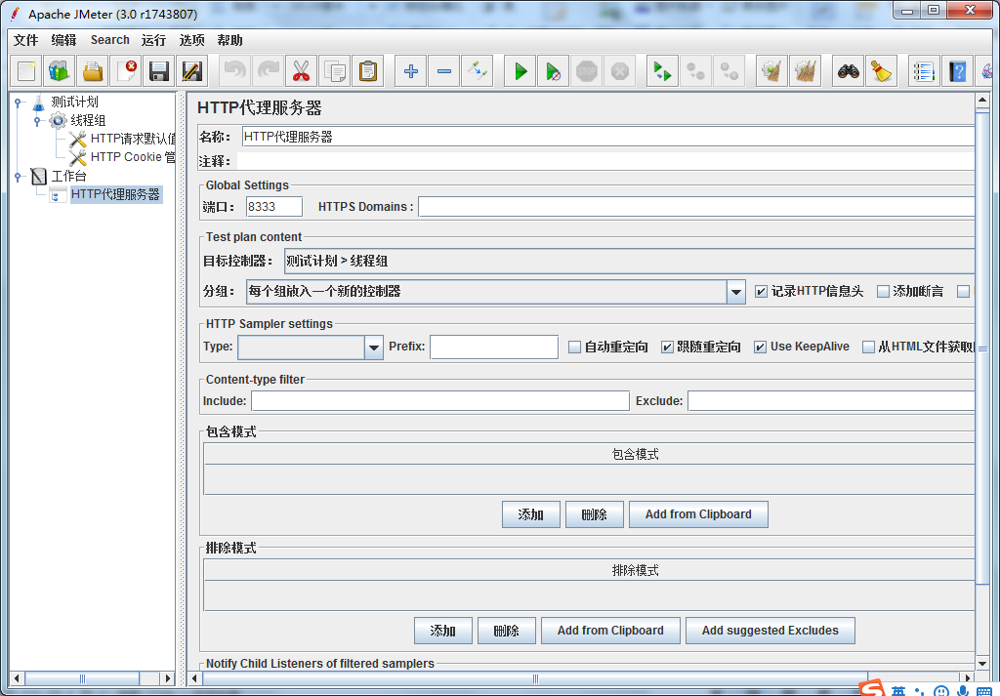 Apache JMeter (3.0 r1743807)
文件 编辑 Search 运行 选项 帮助
STOP
测试计划
线程组
HTTP请求默认值
HTTP Cookie 管
工作台
HTTP代理服务器
HTTP代理服务器
名称： HTTP代理服务器
注释：
Global Settings
端口： 8333 HTTPS Domains :
Test plan content
目标控制器： 测试计划 > 线程组
分组： 每个组放入一个新的控制器 记录HTTP信息头 添加断言
HTTP Sampler settings
Type: Prefix: 自动重定向 跟随重定向 Use KeepAlive 从HTML文件获取
Content-type filter
Include: Exclude:
包含模式
包含模式
添加 删除 Add from Clipboard
排除模式
排除模式
添加 删除 Add from Clipboard Add suggested Excludes
Notify Child Listeners of filtered samplers
英